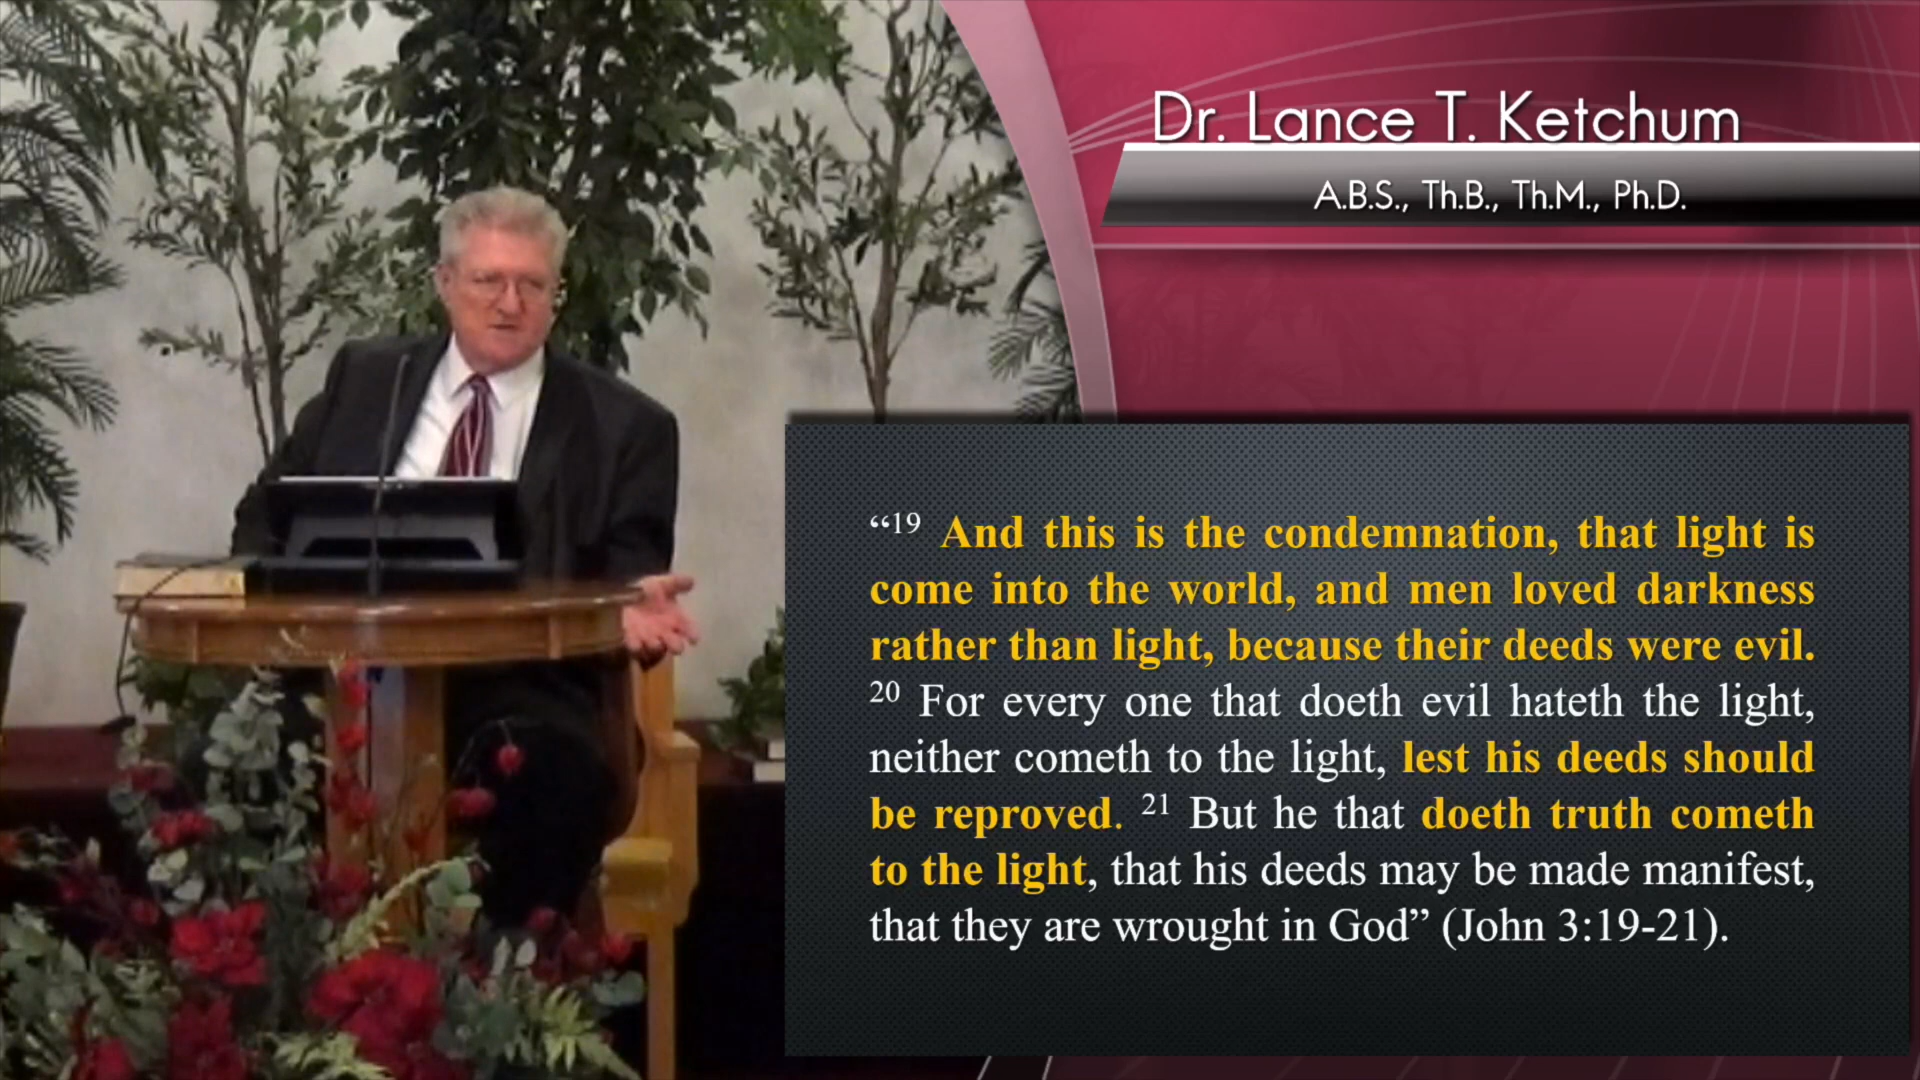 Dr. Lance T. Ketchum
A.B.S., Th.B., Th.M., Ph.D.
“19 And this is the condemnation, that light is
come into the world, and men loved darkness
rather than light, because their deeds were evil.
20 For every one that doeth evil hateth the light,
neither cometh to the light, lest his deeds should
be reproved. 21 But he that doeth truth cometh
to the light, that his deeds may be made manifest,
that they are wrought in God” (John 3:19-21).